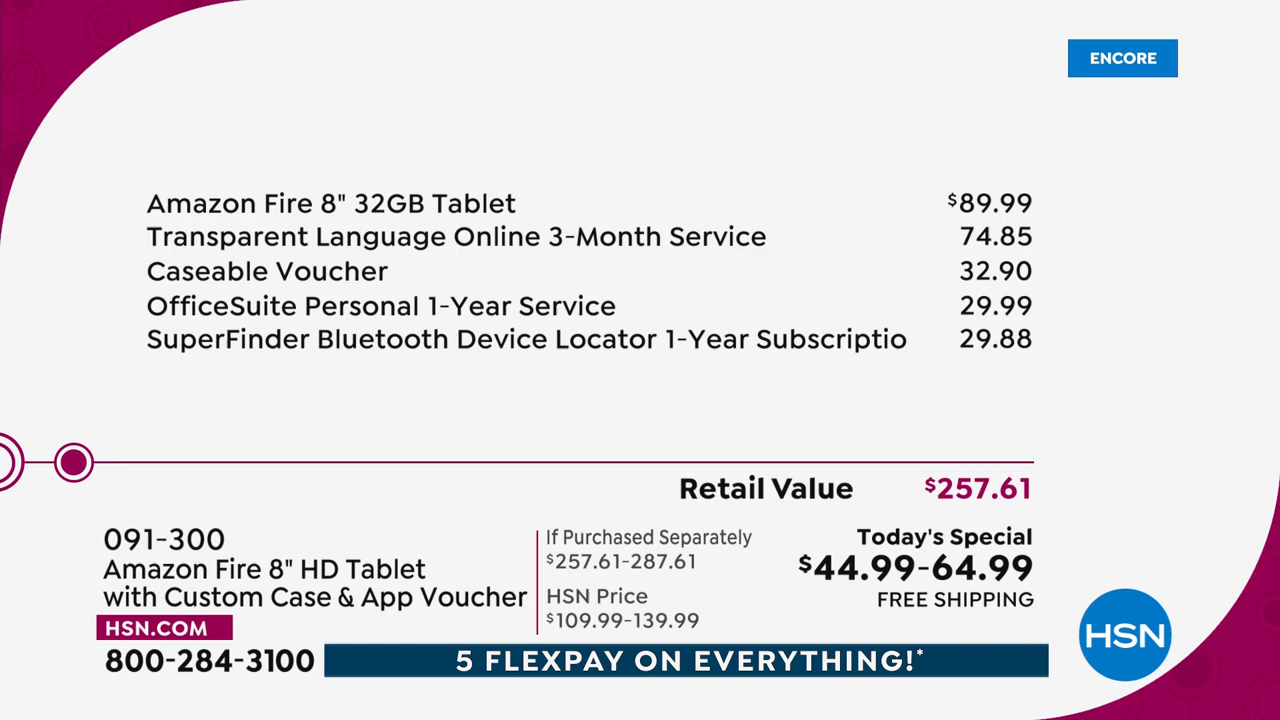 ENCORE
Amazon Fire 8" 32GB Tablet $89.99
Transparent Language Online 3-Month Service 74.85
Caseable Voucher 32.90
OfficeSuite Personal 1-Year Service 29.99
SuperFinder Bluetooth Device Locator 1-Year Subscriptio 29.88
Retail Value $257.61
091-300
Amazon Fire 8" HD Tablet
with Custom Case & App Voucher
HSN.COM
800-284-3100
If Purchased Separately
$257.61-287.61
HSN Price
$109.99-139.99
Today's Special
$44.99-64.99
FREE SHIPPING
5 FLEXPAY ON EVERYTHING!*
HSN